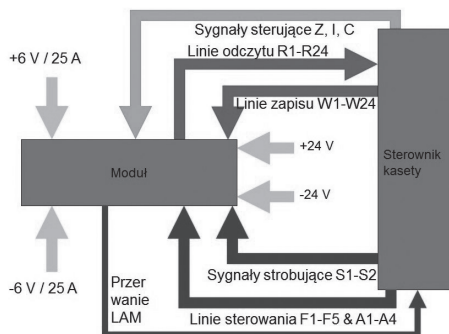 Sygnały sterujące Z, I, C
+6 V / 25 A
Linie odczytu R1-R24
Linie zapisu W1-W24
+24 V
Moduł
Sterownik
kasety
-24 V
-6 V / 25 A
Przer
wanie
LAM
Sygnały strobujące S1-S2
Linie sterowania F1-F5 & A1-A4